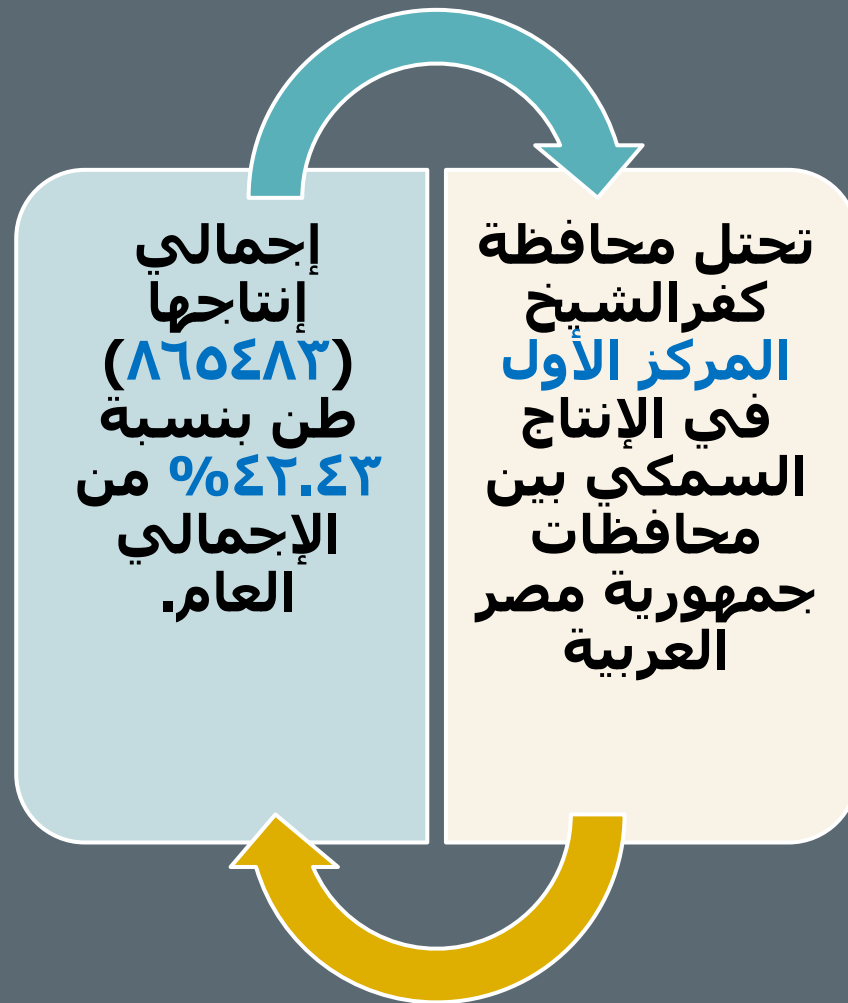 تحتل محافظة
كفرالشيخ
المركز الأول
في الإنتاج
السمكي بين
محافظات
جمهورية مصر
العربية
إجمالي
إنتاجها
(٨٦٥٤٨٣)
طن بنسبة
٤٢.٤٣% من
الإجمالي
العام.